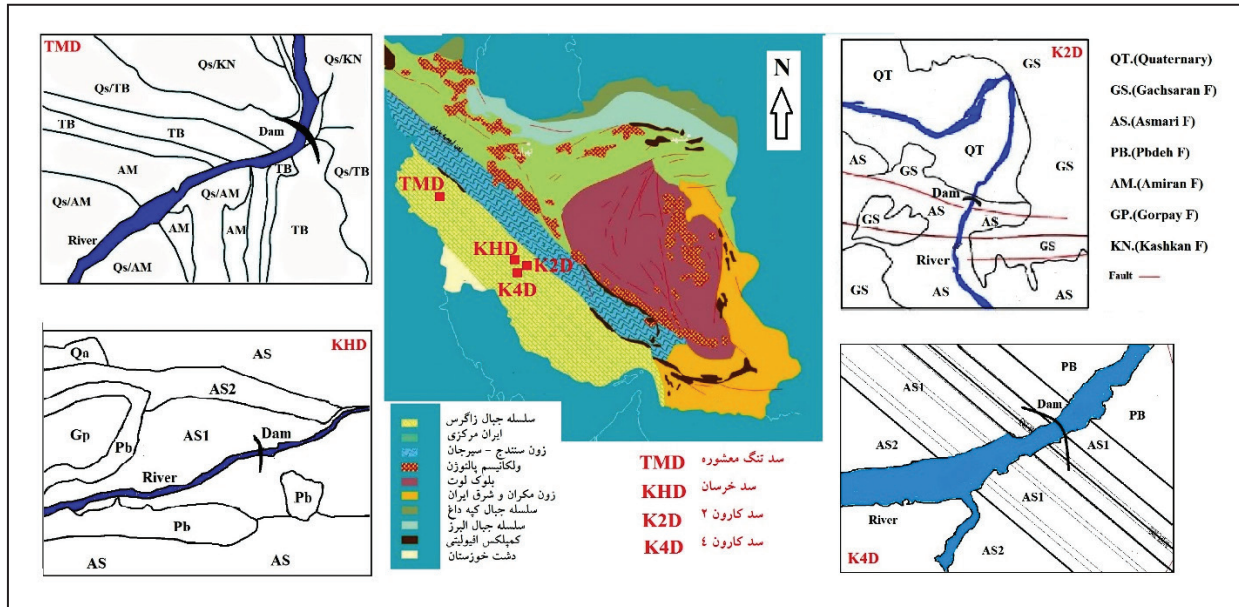 TMD
Qs/KN
Qs/KN
Qs/TB
TB
TB
Dam
AM
TB
Qs/TB
Qs/AM
Qs/AM
AM
AM
TB
River
Qs/AM
N
TMD
KHD
K2D
K4D
سلسله جبال زاگرس
ایران مرکزی
زون سنندج - سیرجان
ولکانیسم پالئوژن
بلوک لوت
زون مکران و شرق ایران
سلسله جبال کپه داغ
سلسله جبال البرز
کمپلکس افیولیتی
دشت خوزستان
TMD سد تنگ معشوره
KHD سد خرسان
K2D سد کارون ۲
K4D سد کارون ٤
K2D
GS
QT
QT
AS
GS
GS
Dam
AS
AS
GS
GS
River
GS
AS
AS
QT.(Quaternary)
GS.(Gachsaran F)
AS.(Asmari F)
PB.(Pbdeh F)
AM.(Amiran F)
GP.(Gorpay F)
KN.(Kashkan F)
Fault
KHD
Qa
AS
AS2
Gp
Pb
AS1
Dam
River
Pb
Pb
AS
AS
PB
AS1
Dam
PB
AS2
AS1
AS1
River
AS2
K4D